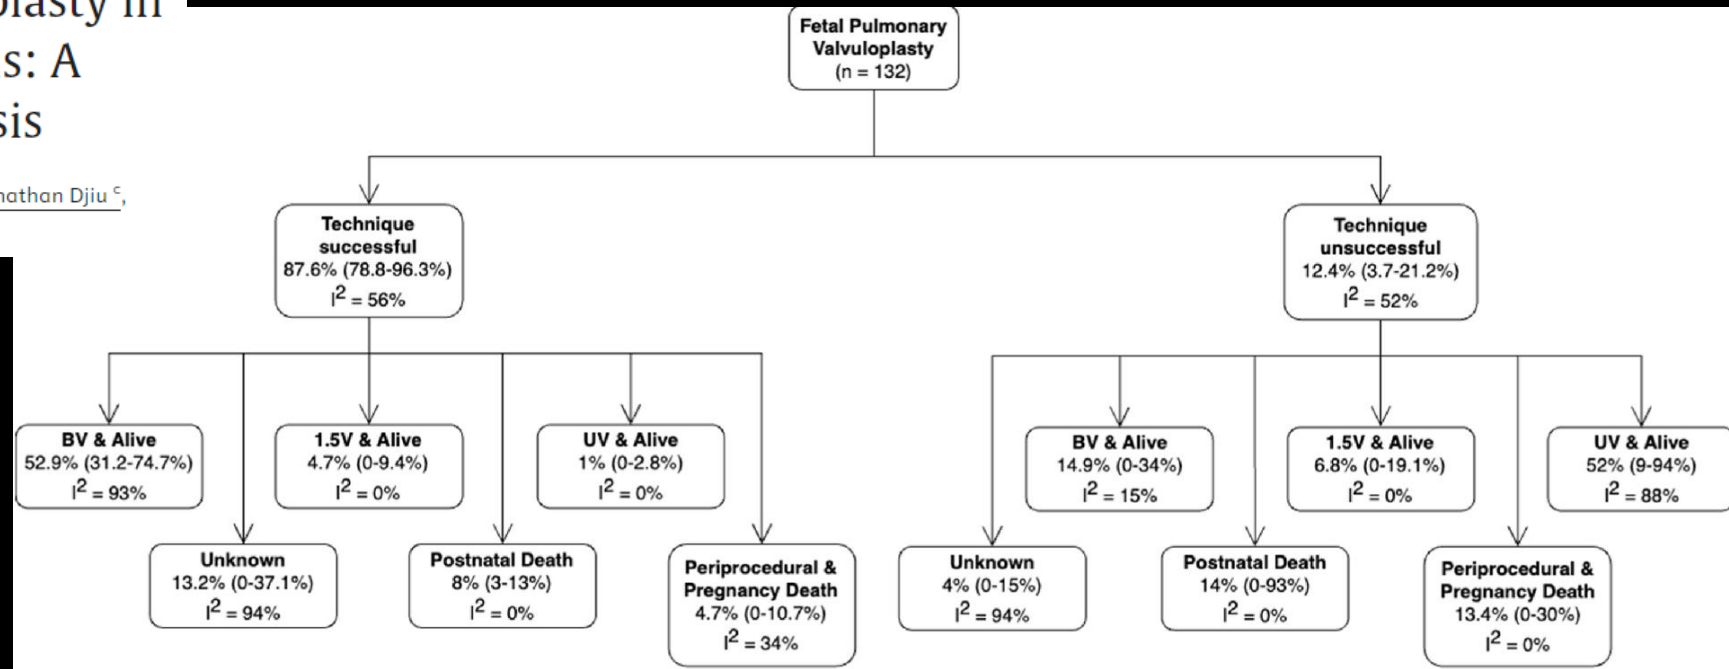 plasty in
s: A
sis
nathan Djiu c,
Fetal Pulmonary
Valvuloplasty
(n = 132)
Technique
successful
87.6% (78.8-96.3%)
I2 = 56%
Technique
unsuccessful
12.4% (3.7-21.2%)
I2 = 52%
BV & Alive
52.9% (31.2-74.7%)
I2 = 93%
1.5V & Alive
4.7% (0-9.4%)
I2 = 0%
UV & Alive
1% (0-2.8%)
I2 = 0%
Unknown
13.2% (0-37.1%)
I2 = 94%
Postnatal Death
8% (3-13%)
I2 = 0%
Periprocedural &
Pregnancy Death
4.7% (0-10.7%)
I2 = 34%
BV & Alive
14.9% (0-34%)
I2 = 15%
1.5V & Alive
6.8% (0-19.1%)
I2 = 0%
UV & Alive
52% (9-94%)
I2 = 88%
Unknown
4% (0-15%)
I2 = 94%
Postnatal Death
14% (0-93%)
I2 = 0%
Periprocedural &
Pregnancy Death
13.4% (0-30%)
I2 = 0%